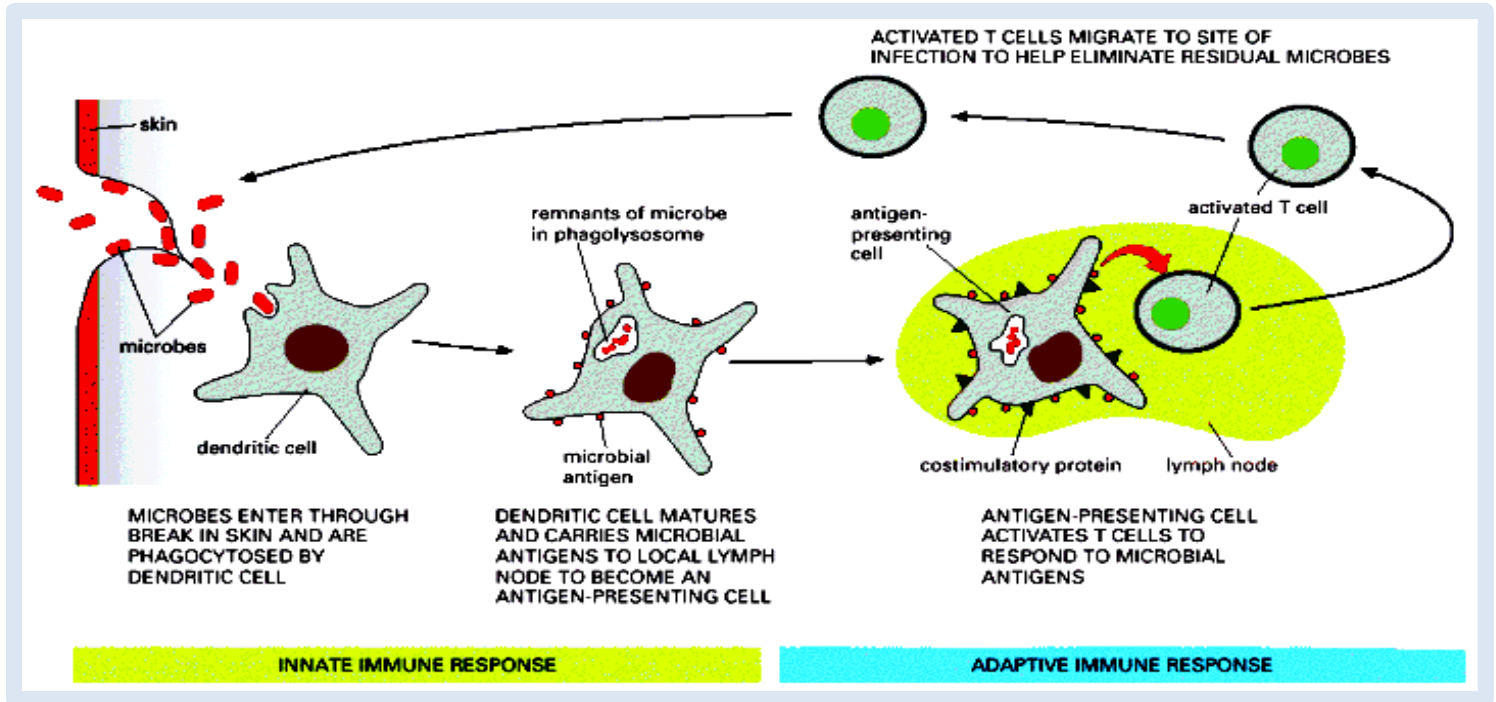 ACTIVATED T CELLS MIGRATE TO SITE OF
INFECTION TO HELP ELIMINATE RESIDUAL MICROBES
skin
remnants of microbe
in phagolysosome
antigen-
presenting
cell
activated T cell
microbes
dendritic cell
microbial
antigen
costimulatory protein
lymph node
MICROBES ENTER THROUGH
BREAK IN SKIN AND ARE
PHAGOCYTOSED BY
DENDRITIC CELL
DENDRITIC CELL MATURES
AND CARRIES MICROBIAL
ANTIGENS TO LOCAL LYMPH
NODE TO BECOME AN
ANTIGEN-PRESENTING CELL
ANTIGEN-PRESENTING CELL
ACTIVATES T CELLS TO
RESPOND TO MICROBIAL
ANTIGENS
INNATE IMMUNE RESPONSE
ADAPTIVE IMMUNE RESPONSE